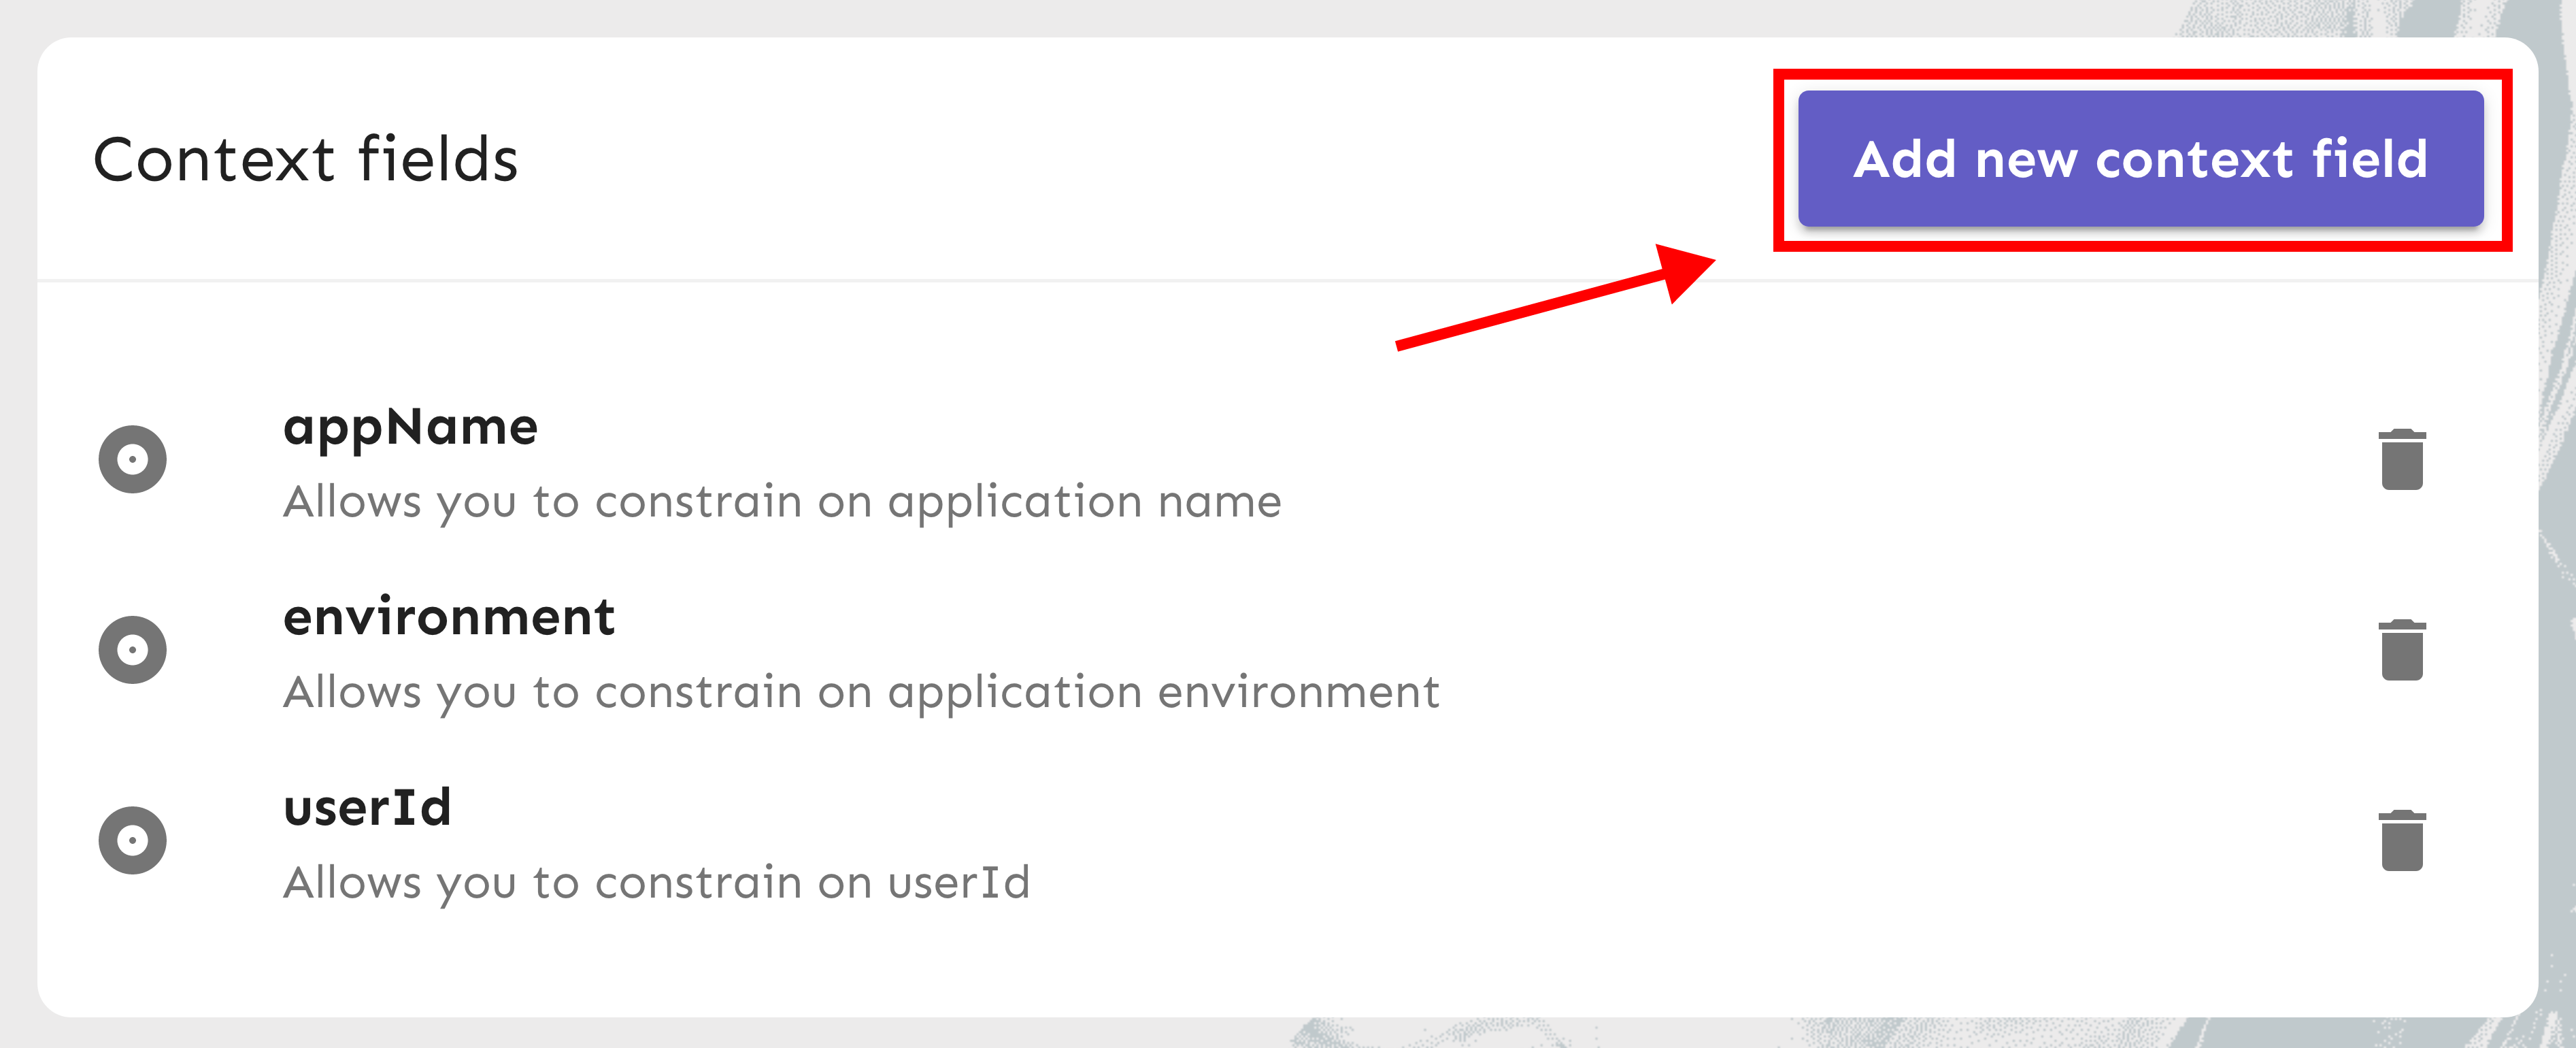 Context fields
Add new context field
appName
Allows you to constrain on application name
environment
Allows you to constrain on application environment
userId
Allows you to constrain on userId